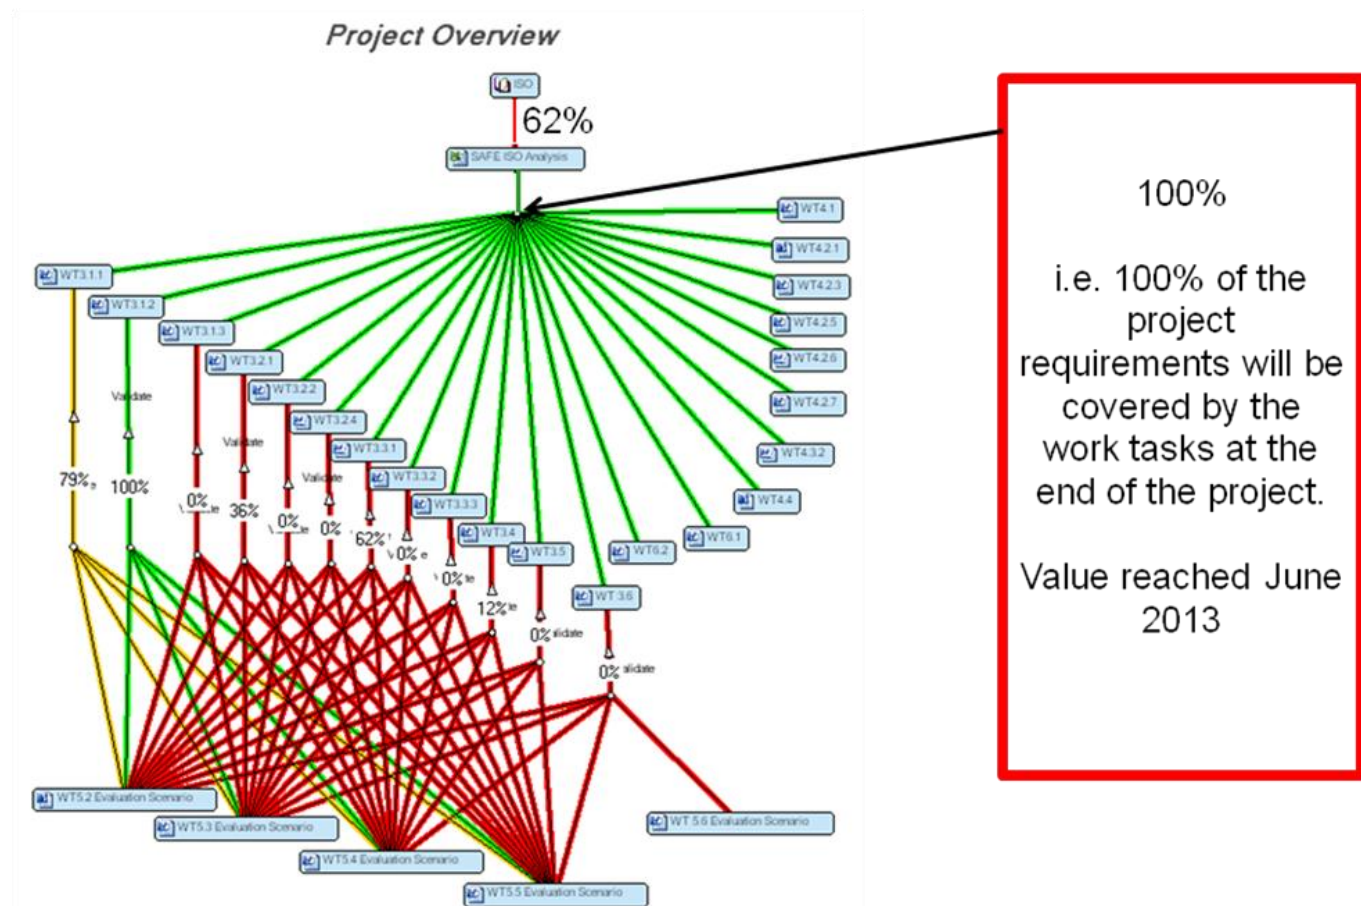 Project Overview
ISO
62%
SAFE ISO Analysis
WT4.1
WT4.2.1
WT4.2.3
WT4.2.5
WT4.2.6
WT4.2.7
WT4.3.2
WT4.4
WT6.1
WT6.2
WT3.1.1
WT3.1.2
WT3.1.3
WT3.2.1
WT3.2.2
WT3.2.4
WT3.3.1
WT3.3.2
WT3.3.3
WT3.4
WT3.5
WT 3.6
Validate
Validate
Validate
79%
100%
0%
36%
0%
0%
62%
0%
0%
12%
0%
0%
WT5.2 Evaluation Scenario
WT5.3 Evaluation Scenario
WT5.4 Evaluation Scenario
WT5.5 Evaluation Scenario
WT 5.6 Evaluation Scenario
100%
i.e. 100% of the
project
requirements will be
covered by the
work tasks at the
end of the project.
Value reached June
2013